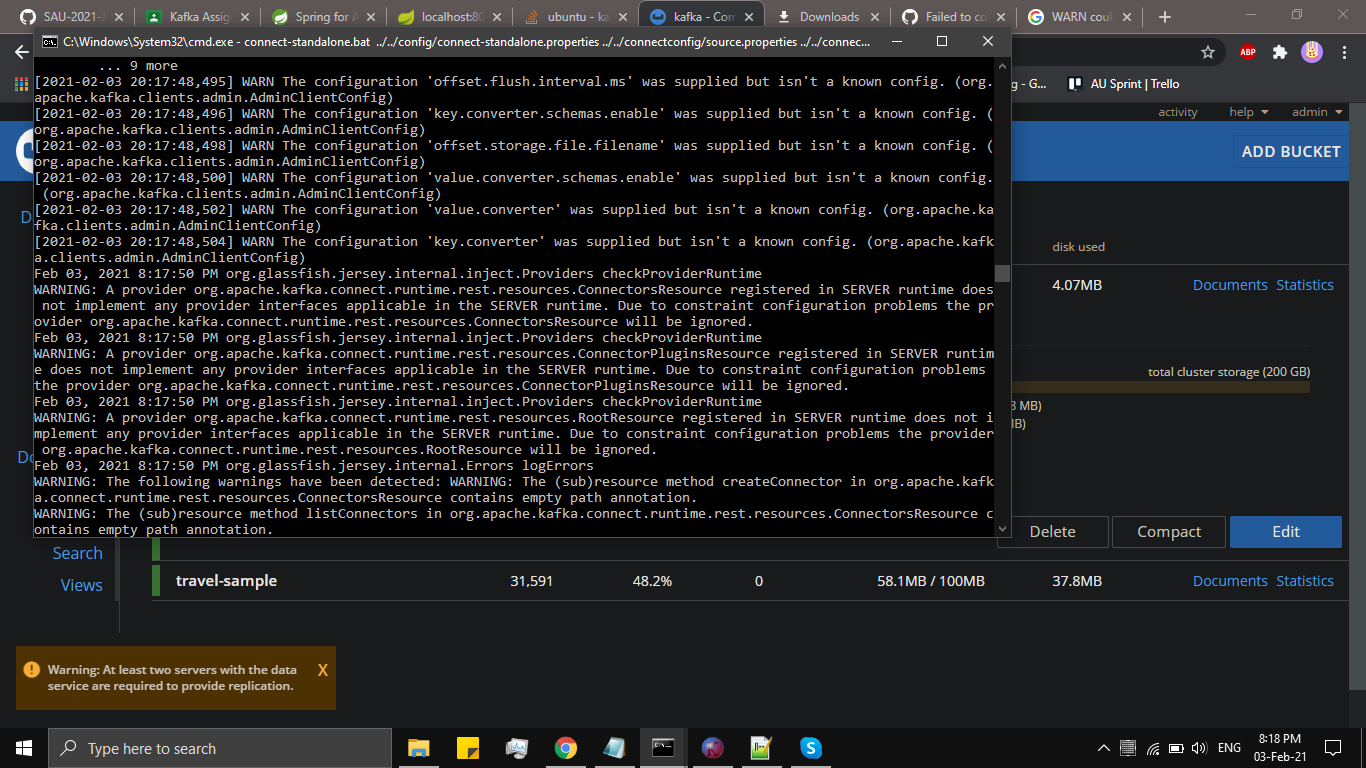 SAU-2021-J
Kafka Assig
Spring for A
localhost:80
ubuntu - ka
kafka - Con
Downloads
Failed to co
WARN coul
C:\Windows\System32\cmd.exe - connect-standalone.bat ../../config/connect-standalone.properties ../../connectconfig/source.properties ../../connec...
ABP
g - G...
AU Sprint | Trello
activity
help
admin
ADD BUCKET
... 9 more
[2021-02-03 20:17:48,495] WARN The configuration 'offset.flush.interval.ms' was supplied but isn't a known config. (org.
apache.kafka.clients.admin.AdminClientConfig)
[2021-02-03 20:17:48,496] WARN The configuration 'key.converter.schemas.enable' was supplied but isn't a known config. (
org.apache.kafka.clients.admin.AdminClientConfig)
[2021-02-03 20:17:48,498] WARN The configuration 'offset.storage.file.filename' was supplied but isn't a known config. (
org.apache.kafka.clients.admin.AdminClientConfig)
[2021-02-03 20:17:48,500] WARN The configuration 'value.converter.schemas.enable' was supplied but isn't a known config.
(org.apache.kafka.clients.admin.AdminClientConfig)
[2021-02-03 20:17:48,502] WARN The configuration 'value.converter' was supplied but isn't a known config. (org.apache.ka
fka.clients.admin.AdminClientConfig)
[2021-02-03 20:17:48,504] WARN The configuration 'key.converter' was supplied but isn't a known config. (org.apache.kafk
a.clients.admin.AdminClientConfig)
Feb 03, 2021 8:17:50 PM org.glassfish.jersey.internal.inject.Providers checkProviderRuntime
WARNING: A provider org.apache.kafka.connect.runtime.rest.resources.ConnectorsResource registered in SERVER runtime does
not implement any provider interfaces applicable in the SERVER runtime. Due to constraint configuration problems the pr
ovider org.apache.kafka.connect.runtime.rest.resources.ConnectorsResource will be ignored.
Feb 03, 2021 8:17:50 PM org.glassfish.jersey.internal.inject.Providers checkProviderRuntime
WARNING: A provider org.apache.kafka.connect.runtime.rest.resources.ConnectorPluginsResource registered in SERVER runtim
e does not implement any provider interfaces applicable in the SERVER runtime. Due to constraint configuration problems
the provider org.apache.kafka.connect.runtime.rest.resources.ConnectorPluginsResource will be ignored.
Feb 03, 2021 8:17:50 PM org.glassfish.jersey.internal.inject.Providers checkProviderRuntime
WARNING: A provider org.apache.kafka.connect.runtime.rest.resources.RootResource registered in SERVER runtime does not i
mplement any provider interfaces applicable in the SERVER runtime. Due to constraint configuration problems the provider
org.apache.kafka.connect.runtime.rest.resources.RootResource will be ignored.
Feb 03, 2021 8:17:50 PM org.glassfish.jersey.internal.Errors logErrors
WARNING: The following warnings have been detected: WARNING: The (sub)resource method createConnector in org.apache.kafk
a.connect.runtime.rest.resources.ConnectorsResource contains empty path annotation.
WARNING: The (sub)resource method listConnectors in org.apache.kafka.connect.runtime.rest.resources.ConnectorsResource c
ontains empty path annotation.
disk used
4.07MB
Documents Statistics
total cluster storage (200 GB)
MB)
Delete
Compact
Edit
Search
Views
travel-sample
31,591
48.2%
0
58.1MB / 100MB
37.8MB
Documents Statistics
Warning: At least two servers with the data
service are required to provide replication.
X
Type here to search
ENG
8:18 PM
03-Feb-21